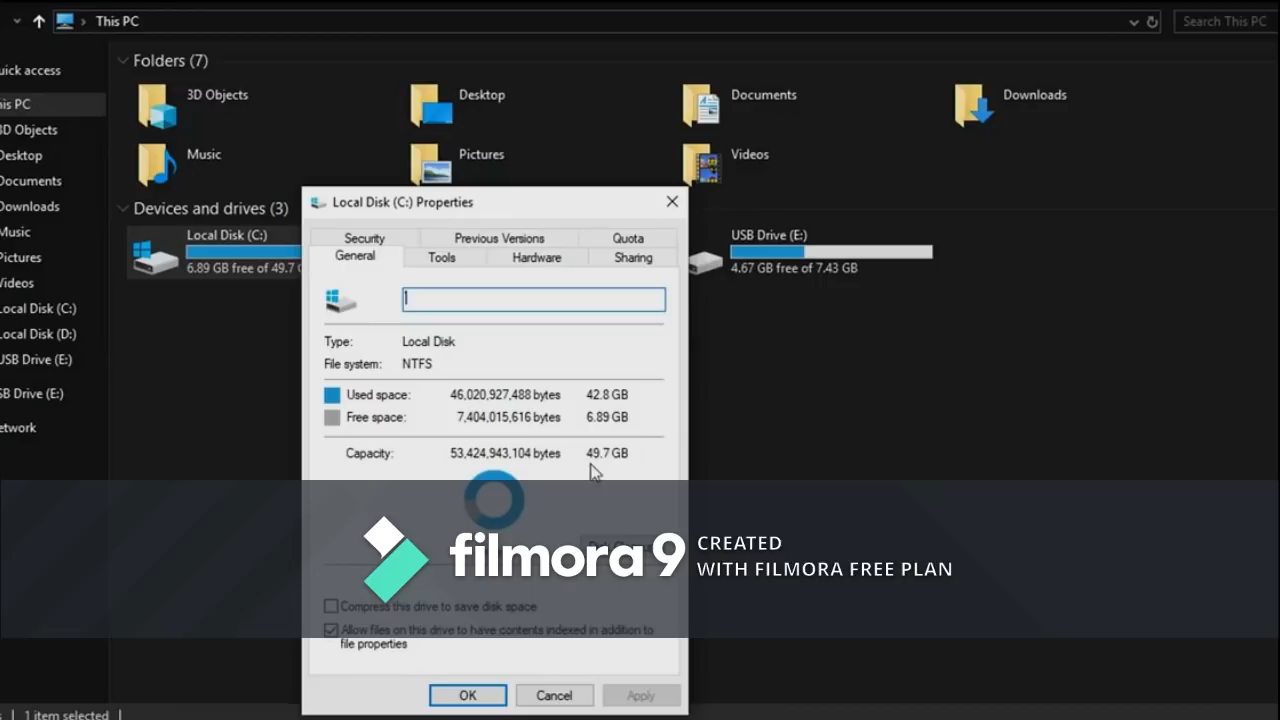 This PC
Search This PC
uick access
his PC
3D Objects
Desktop
Documents
Downloads
Music
Pictures
Videos
Local Disk (C:)
Local Disk (D:)
USB Drive (E:)
SB Drive (E:)
etwork
Folders (7)
3D Objects
Desktop
Documents
Downloads
Music
Pictures
Videos
Devices and drives (3)
Local Disk (C:)
6.89 GB free of 49.7 G
USB Drive (E:)
4.67 GB free of 7.43 GB
Local Disk (C:) Properties
Security Previous Versions Quota
General Tools Hardware Sharing
Type: Local Disk
File system: NTFS
Used space: 46,020,927,488 bytes 42.8 GB
Free space: 7,404,015,616 bytes 6.89 GB
Capacity: 53,424,943,104 bytes 49.7 GB
filmora9 CREATED
WITH FILMORA FREE PLAN
Compress this drive to save disk space
Allow files on this drive to have contents indexed in addition to
file properties
OK Cancel Apply
1 item selected